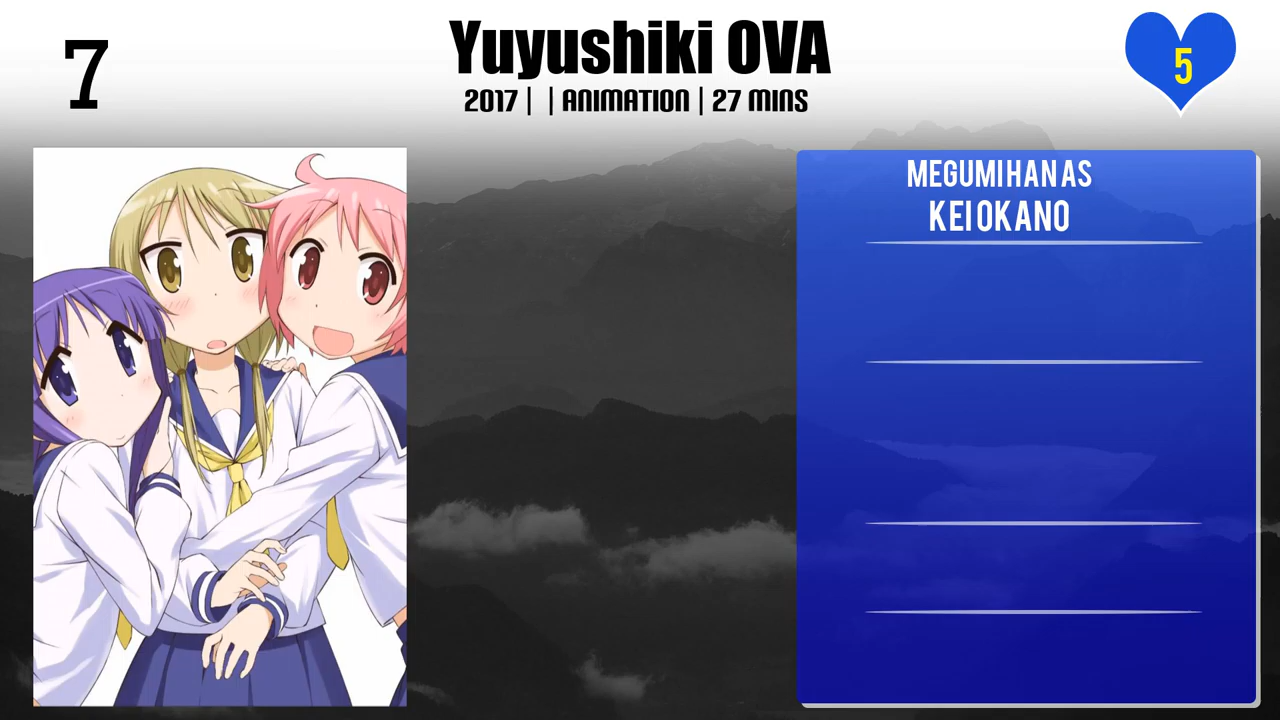 7
Yuyushiki OVA
2017 | | ANIMATION | 27 MINS
5
MEGUMI HAN AS
KEI OKANO